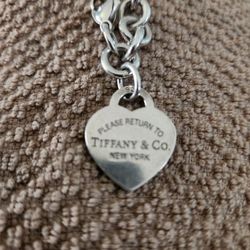 PLEASE RETURN TO
TIFFANY & CO.
NEW YORK